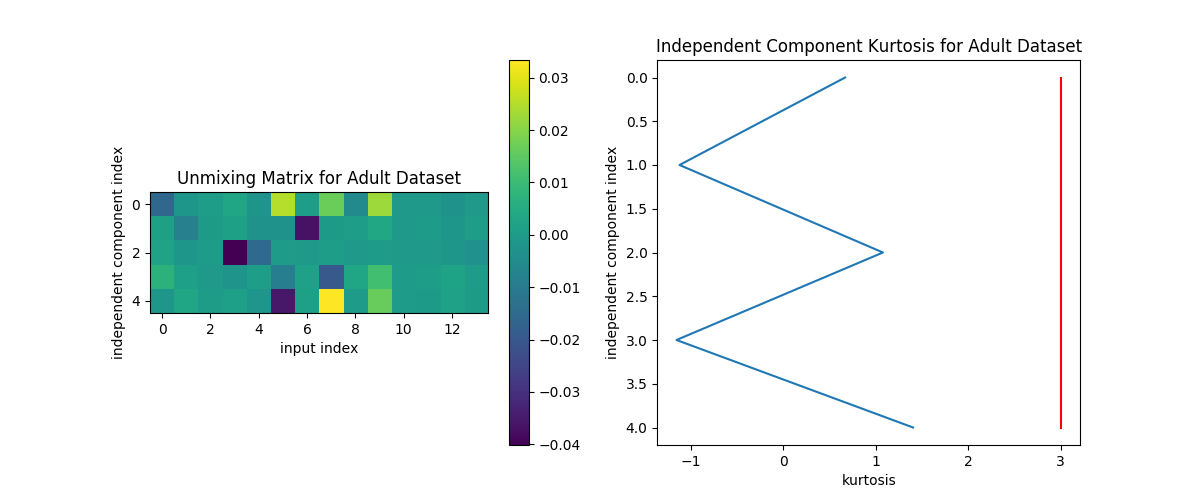 Unmixing Matrix for Adult Dataset
independent component index
0
2
4
0 2 4 6 8 10 12
input index
0.03
0.02
0.01
0.00
−0.01
−0.02
−0.03
−0.04
Independent Component Kurtosis for Adult Dataset
independent component index
0.0
0.5
1.0
1.5
2.0
2.5
3.0
3.5
4.0
−1 0 1 2 3
kurtosis